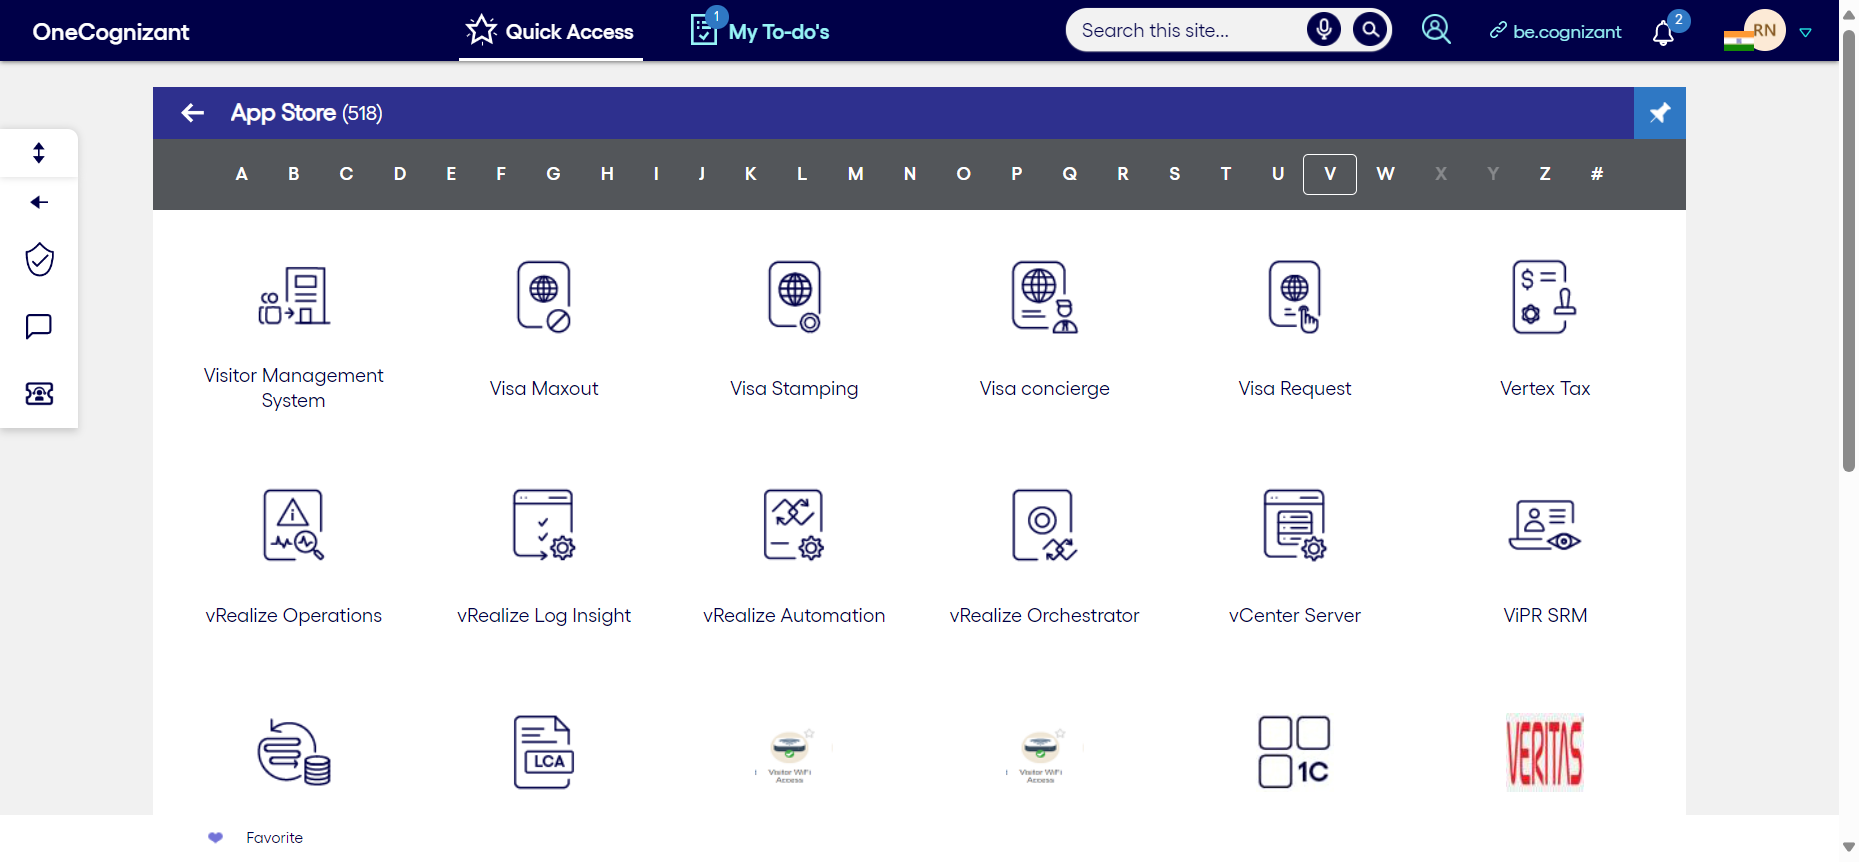 OneCognizant
Quick Access
1
My To-do's
Search this site...
be.cognizant
2
RN
App Store (518)
A B C D E F G H I J K L M N O P Q R S T U V W X Y Z #
Visitor Management
System
Visa Maxout
Visa Stamping
Visa concierge
Visa Request
Vertex Tax
vRealize Operations
vRealize Log Insight
vRealize Automation
vRealize Orchestrator
vCenter Server
ViPR SRM
LCA
Visitor WiFi
Access
Visitor WiFi
Access
1C
VERITAS
Favorite